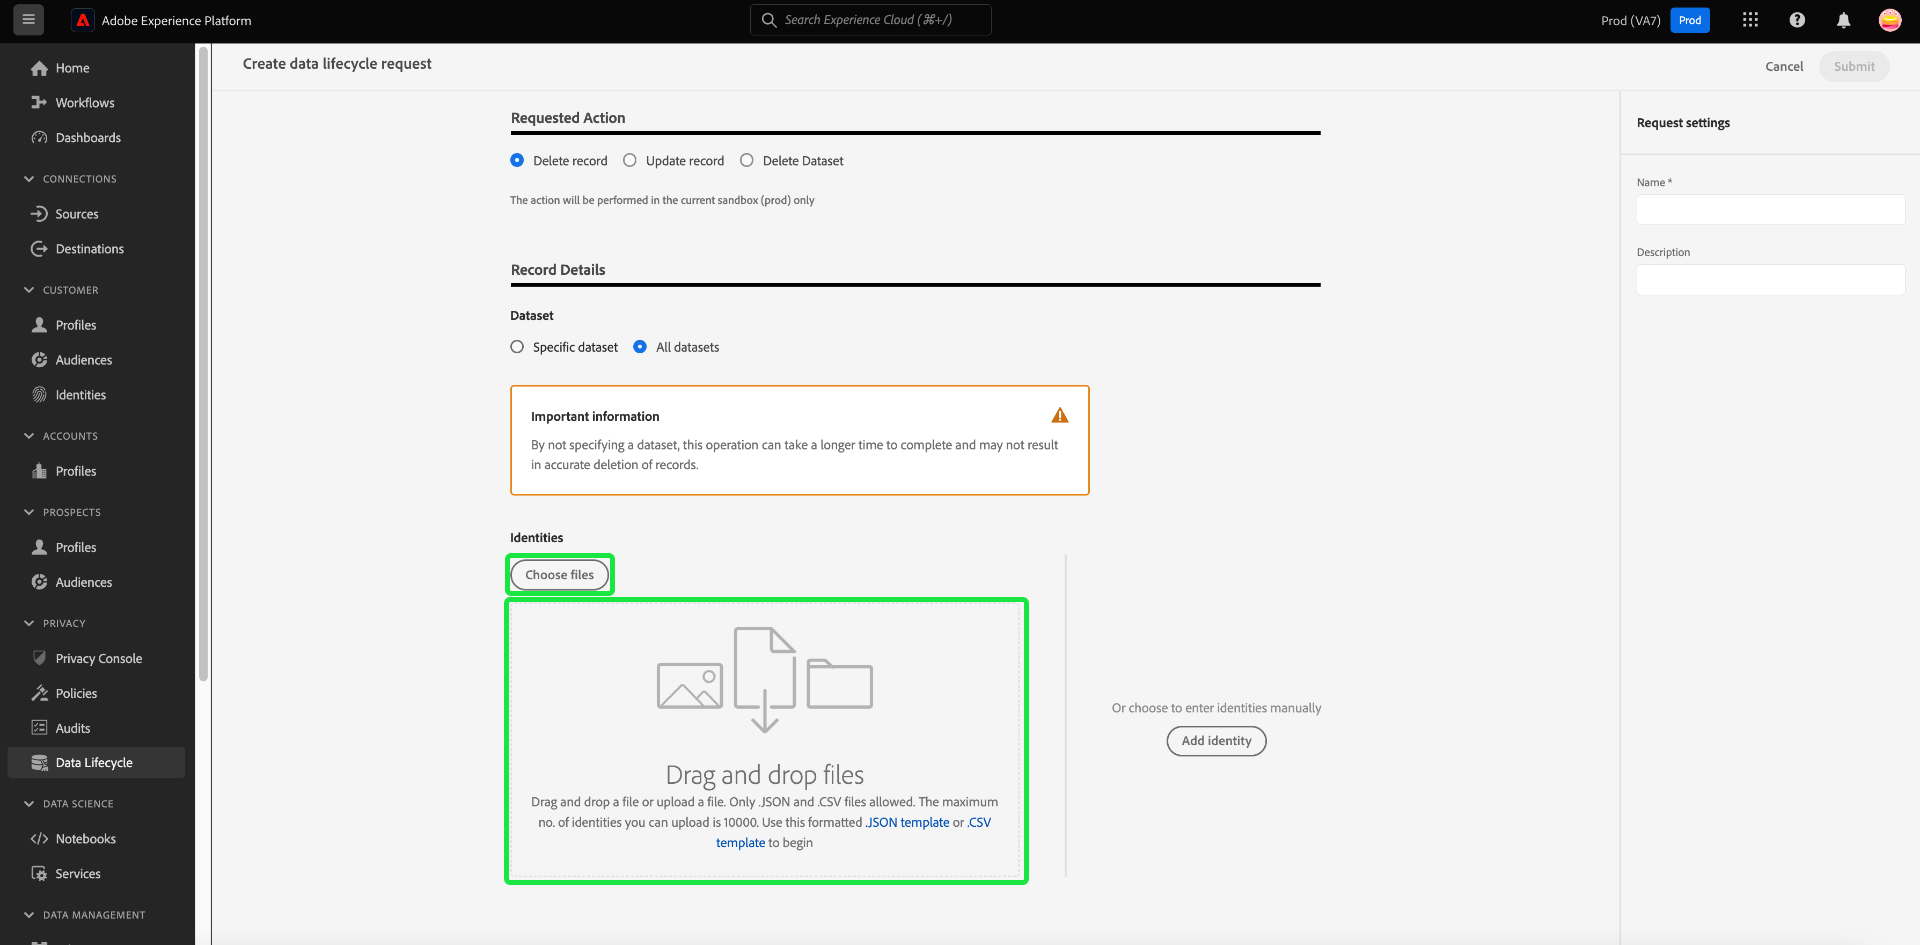 Adobe Experience Platform
Search Experience Cloud (⌘+/)
Prod (VA7)
Prod
Home
Workflows
Dashboards
CONNECTIONS
Sources
Destinations
CUSTOMER
Profiles
Audiences
Identities
ACCOUNTS
Profiles
PROSPECTS
Profiles
Audiences
PRIVACY
Privacy Console
Policies
Audits
Data Lifecycle
DATA SCIENCE
Notebooks
Services
DATA MANAGEMENT
Create data lifecycle request
Cancel
Submit
Requested Action
Delete record
Update record
Delete Dataset
The action will be performed in the current sandbox (prod) only
Record Details
Dataset
Specific dataset
All datasets
Important information
By not specifying a dataset, this operation can take a longer time to complete and may not result
in accurate deletion of records.
Identities
Choose files
Drag and drop files
Drag and drop a file or upload a file. Only .JSON and .CSV files allowed. The maximum
no. of identities you can upload is 10000. Use this formatted .JSON template or .CSV
template to begin
Or choose to enter identities manually
Add identity
Request settings
Name *
Description